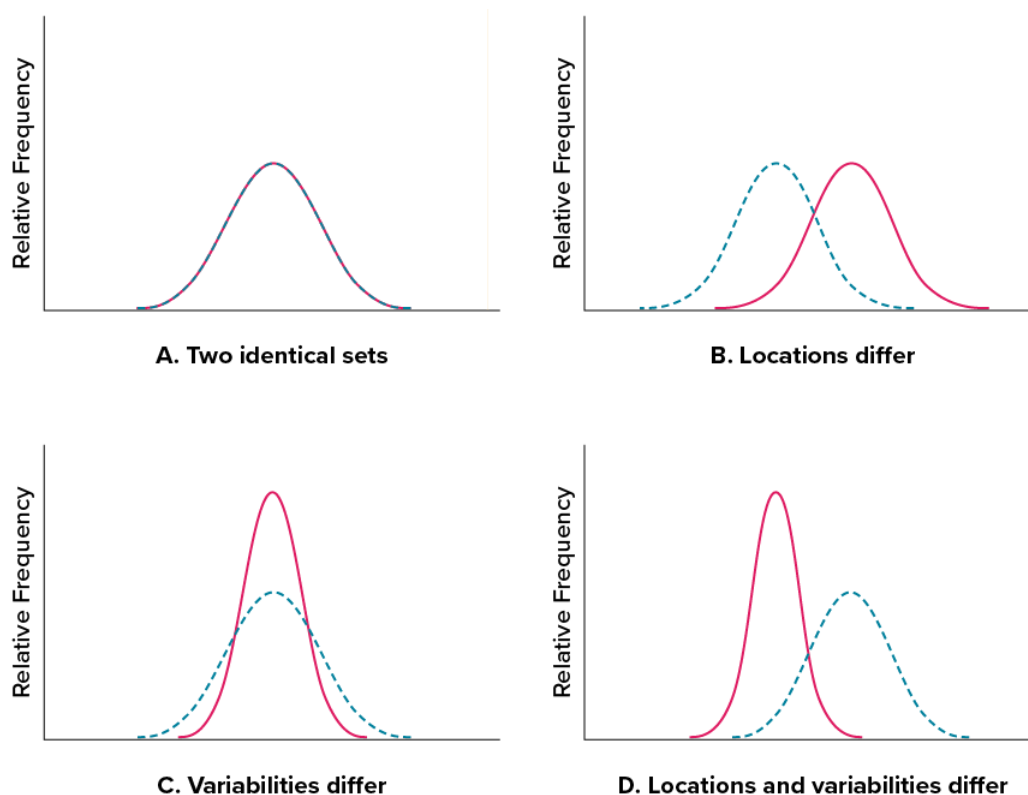 Relative Frequency
A. Two identical sets
Relative Frequency
B. Locations differ
Relative Frequency
C. Variabilities differ
Relative Frequency
D. Locations and variabilities differ